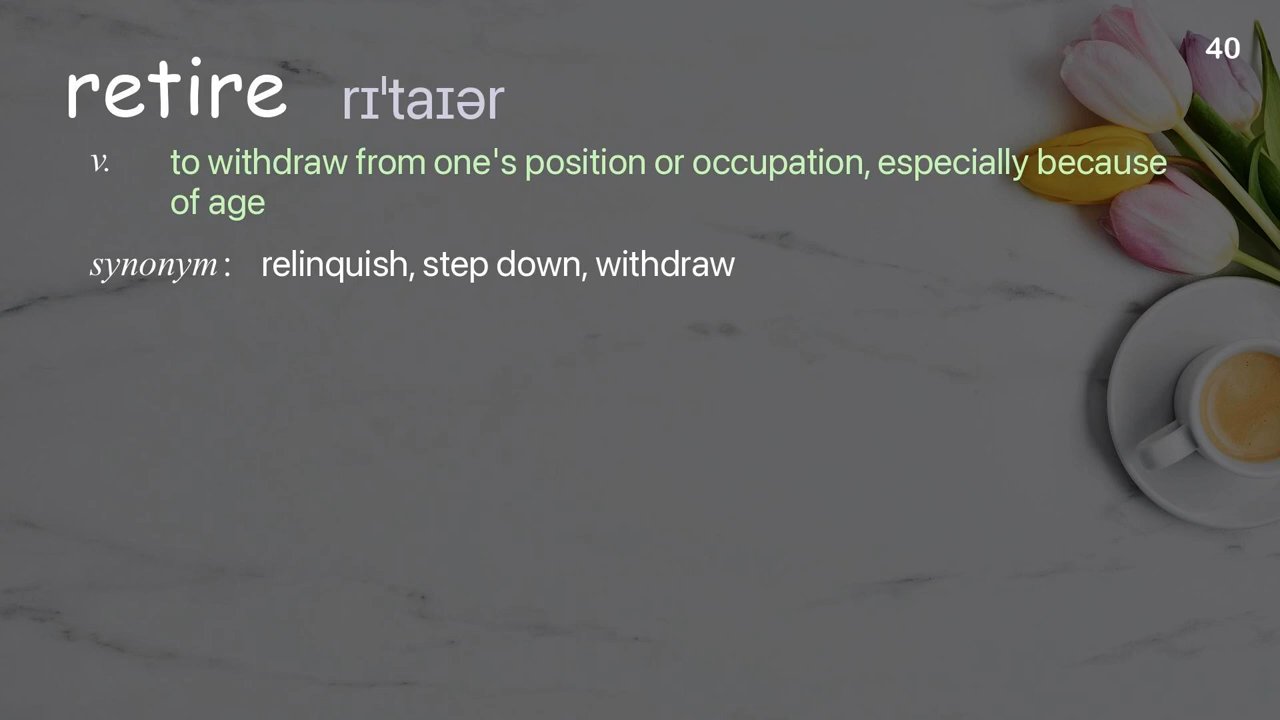 40
retire rɪˈtaɪər
v. to withdraw from one's position or occupation, especially because
of age
synonym : relinquish, step down, withdraw